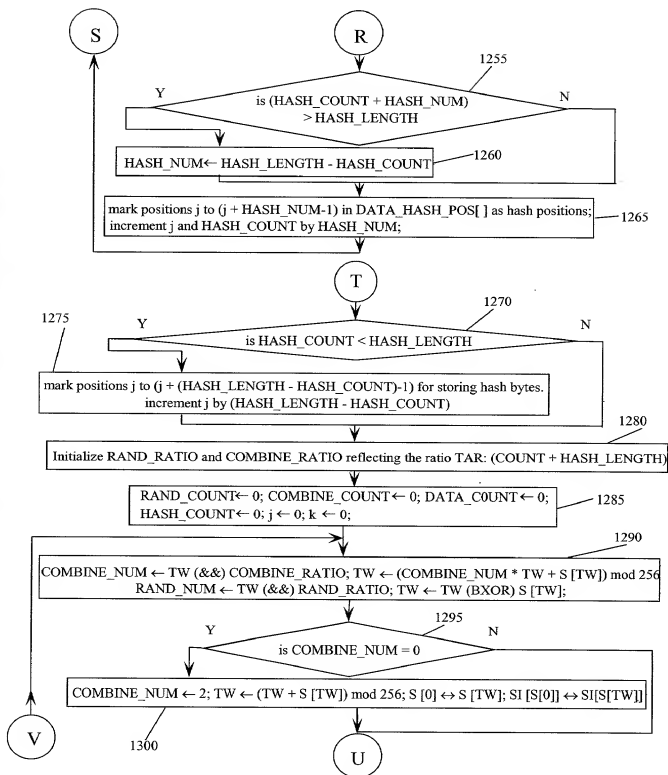 S
R
1255
Y
is (HASH_COUNT + HASH_NUM)
> HASH_LENGTH
N
HASH_NUM← HASH_LENGTH - HASH_COUNT
1260
mark positions j to (j + HASH_NUM-1) in DATA_HASH_POS[ ] as hash positions;
increment j and HASH_COUNT by HASH_NUM;
1265
T
1270
1275
Y
is HASH_COUNT < HASH_LENGTH
N
mark positions j to (j + (HASH_LENGTH - HASH_COUNT)-1) for storing hash bytes.
increment j by (HASH_LENGTH - HASH_COUNT)
1280
Initialize RAND_RATIO and COMBINE_RATIO reflecting the ratio TAR: (COUNT + HASH_LENGTH)
RAND_COUNT← 0; COMBINE_COUNT← 0; DATA_C0UNT← 0;
HASH_COUNT← 0; j ← 0; k ← 0;
1285
1290
COMBINE_NUM ← TW (&&) COMBINE_RATIO; TW ← (COMBINE_NUM * TW + S [TW]) mod 256
RAND_NUM ← TW (&&) RAND_RATIO; TW ← TW (BXOR) S [TW];
1295
Y
is COMBINE_NUM = 0
N
COMBINE_NUM ← 2; TW ← (TW + S [TW]) mod 256; S [0] ↔ S [TW]; SI [S[0]] ↔ SI[S[TW]]
V
1300
U